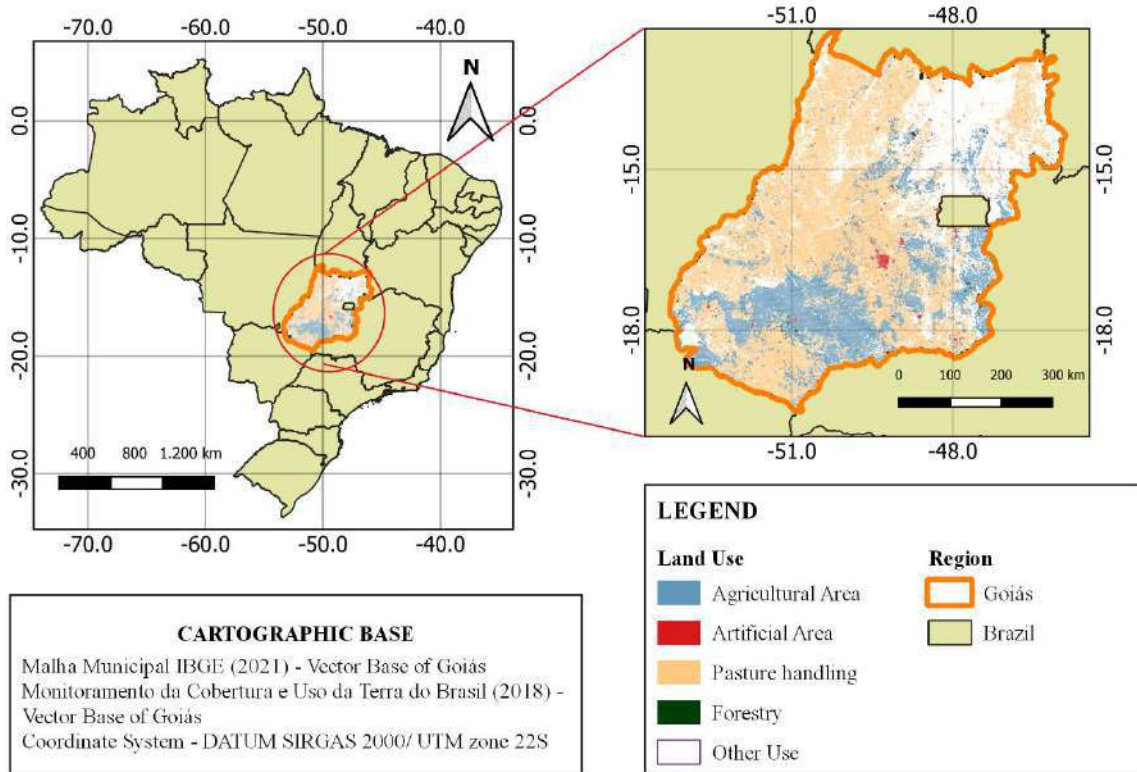 -70.0 -60.0 -50.0 -40.0
-51.0 -48.0
N
0.0 0.0
-10.0 -10.0
-20.0 -20.0
-30.0 -30.0
400 800 1.200 km
-70.0 -60.0 -50.0 -40.0
-15.0 -15.0
-18.0 -18.0
N
0 100 200 300 km
-51.0 -48.0
CARTOGRAPHIC BASE
Malha Municipal IBGE (2021) - Vector Base of Goiás
Monitoramento da Cobertura e Uso da Terra do Brasil (2018) -
Vector Base of Goiás
Coordinate System - DATUM SIRGAS 2000/ UTM zone 22S
LEGEND
Land Use
Agricultural Area
Artificial Area
Pasture handling
Forestry
Other Use
Region
Goiás
Brazil